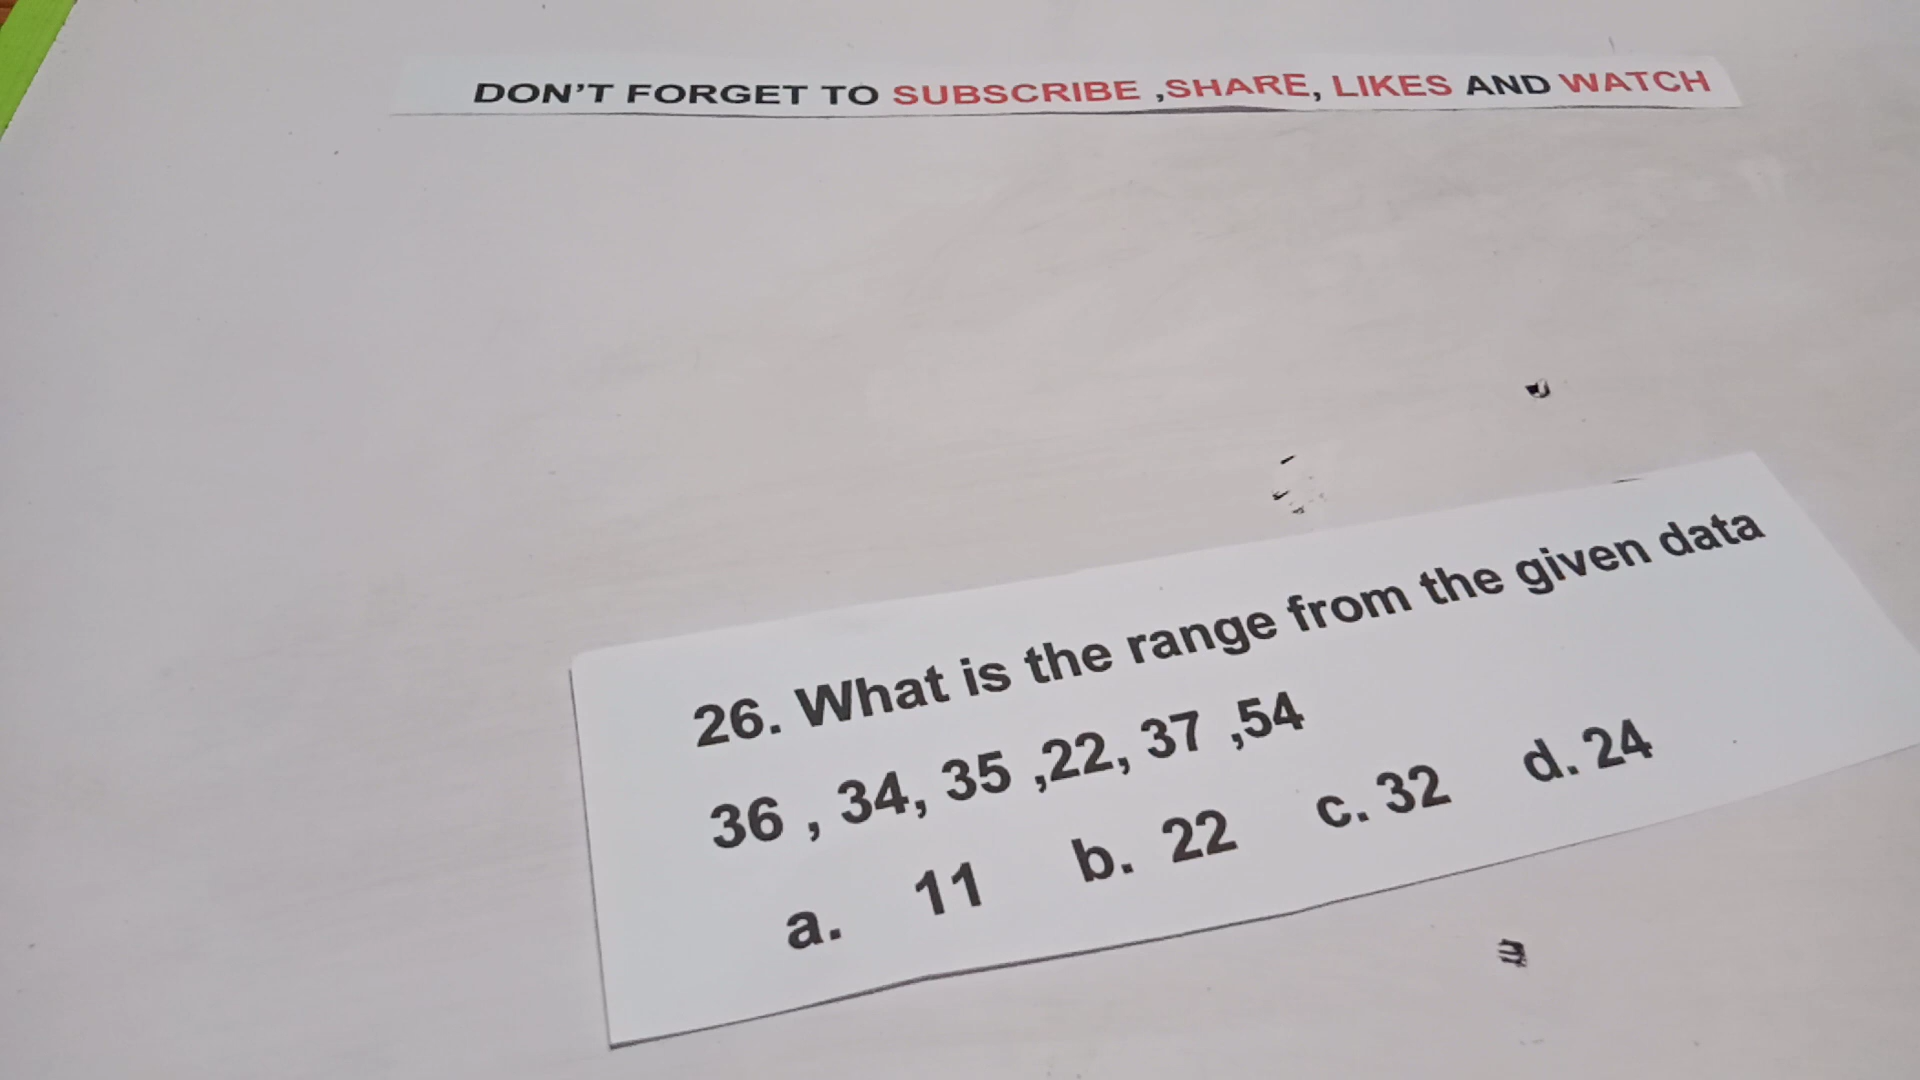 DON'T FORGET TO SUBSCRIBE ,SHARE, LIKES AND WATCH
26. What is the range from the given data
36 , 34, 35 ,22, 37 ,54
a. 11 b. 22 c. 32 d. 24